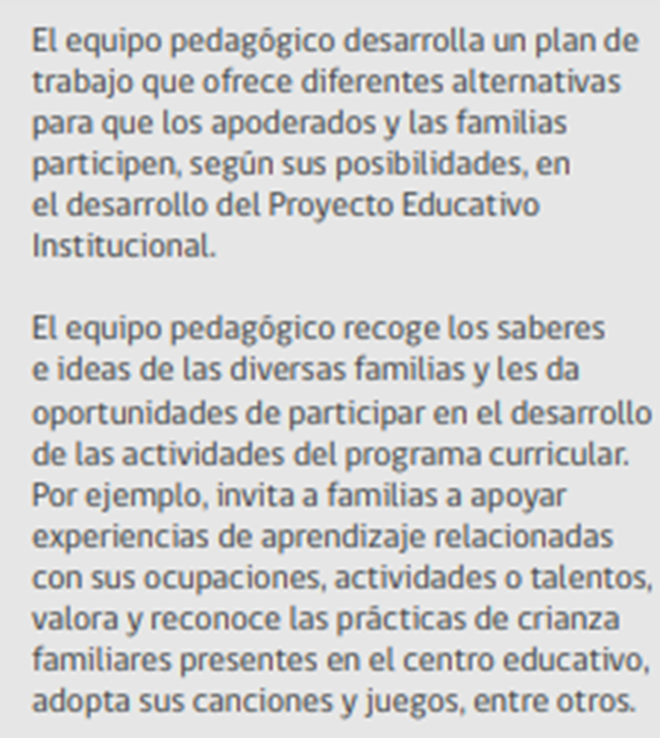 El equipo pedagógico desarrolla un plan de
trabajo que ofrece diferentes alternativas
para que los apoderados y las familias
participen, según sus posibilidades, en
el desarrollo del Proyecto Educativo
Institucional.
El equipo pedagógico recoge los saberes
e ideas de las diversas familias y les da
oportunidades de participar en el desarrollo
de las actividades del programa curricular.
Por ejemplo, invita a familias a apoyar
experiencias de aprendizaje relacionadas
con sus ocupaciones, actividades o talentos,
valora y reconoce las prácticas de crianza
familiares presentes en el centro educativo,
adopta sus canciones y juegos, entre otros.